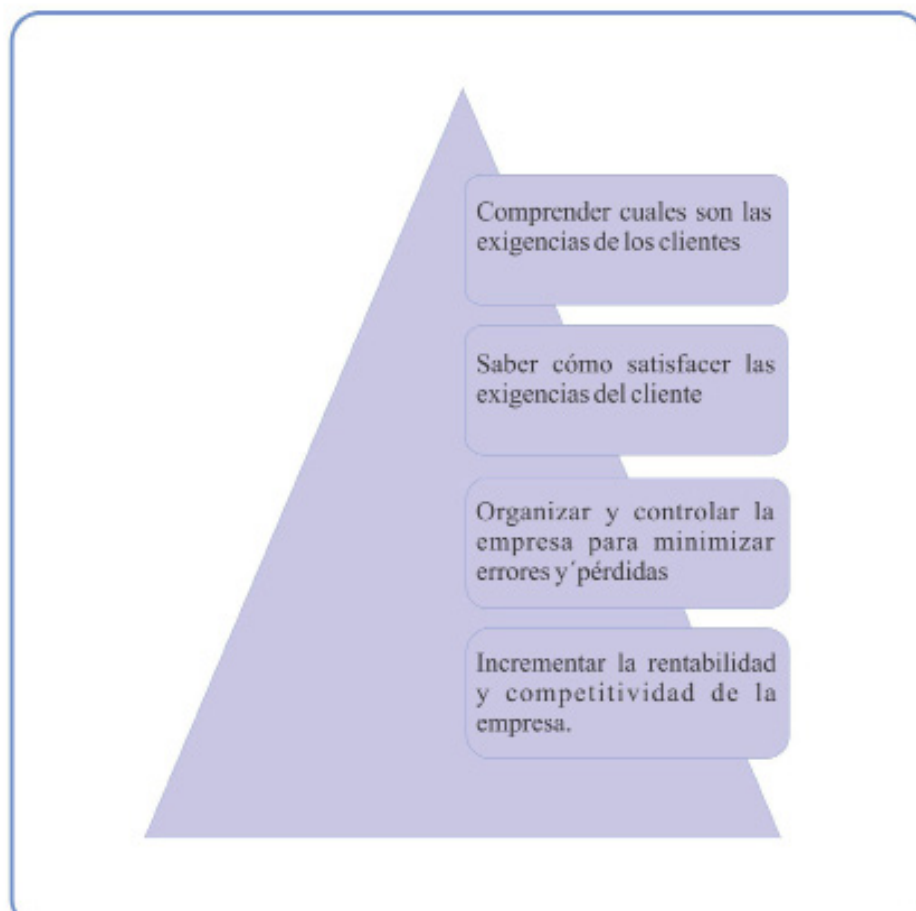 Comprender cuales son las
exigencias de los clientes
Saber cómo satisfacer las
exigencias del cliente
Organizar y controlar la
empresa para minimizar
errores y´pérdidas
Incrementar la rentabilidad
y competitividad de la
empresa.